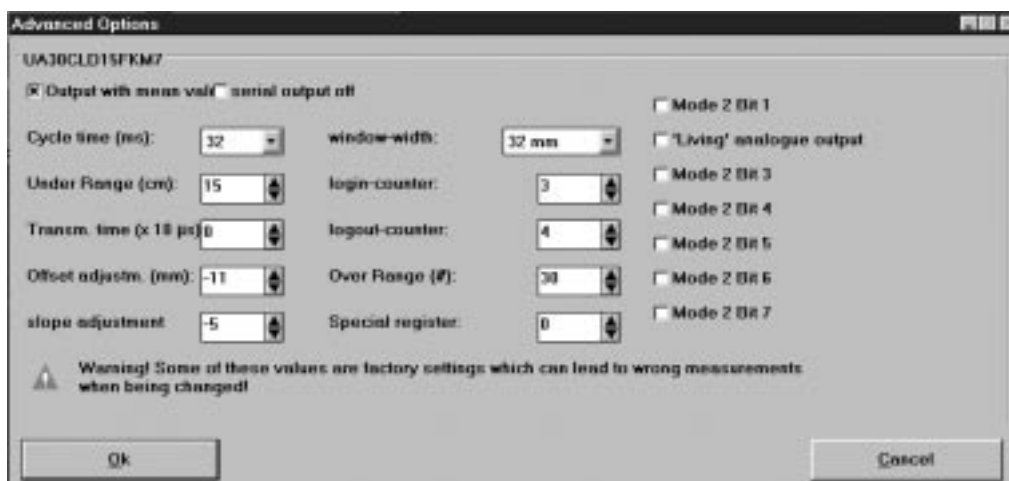 Advanced Options
UA30CLD15FKM7
Output with meas val
serial output off
Cycle time (ms): 32
window-width: 32 mm
Under Range (cm): 15
login-counter: 3
Transm. time (x 10 µs) 0
logout-counter: 4
Offset adjustm. (mm): -11
Over Range (#): 30
slope adjustment -5
Special register: 0
Mode 2 Bit 1
'Living' analogue output
Mode 2 Bit 3
Mode 2 Bit 4
Mode 2 Bit 5
Mode 2 Bit 6
Mode 2 Bit 7
Warning! Some of these values are factory settings which can lead to wrong measurements
when being changed!
Ok
Cancel